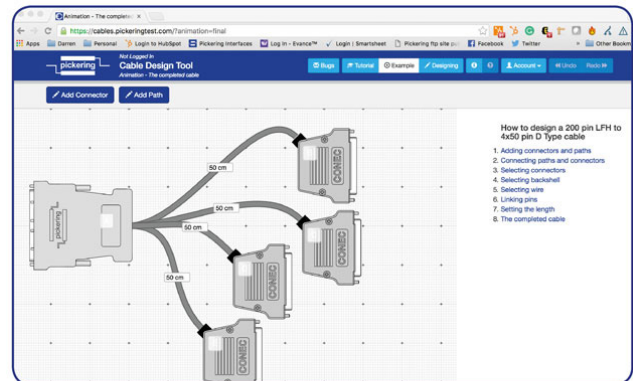 Animation - The completed
https://cables.pickeringtest.com/?animation=final
Apps Darren Personal Login to HubSpot Pickering Interfaces Log In - Evance™ Login | Smartsheet Pickering ftp site Facebook Twitter Other Bookm
pickering
Not Logged In
Cable Design Tool
Animation - The completed cable
Bugs Tutorial Example Designing Account Undo Redo
Add Connector Add Path
How to design a 200 pin LFH to
4x50 pin D Type cable
1. Adding connectors and paths
2. Connecting paths and connectors
3. Selecting connectors
4. Selecting backshell
5. Selecting wire
6. Linking pins
7. Setting the length
8. The completed cable
50 cm
CONEC
50 cm
pickering
50 cm
CONEC
50 cm
CONEC
CONEC